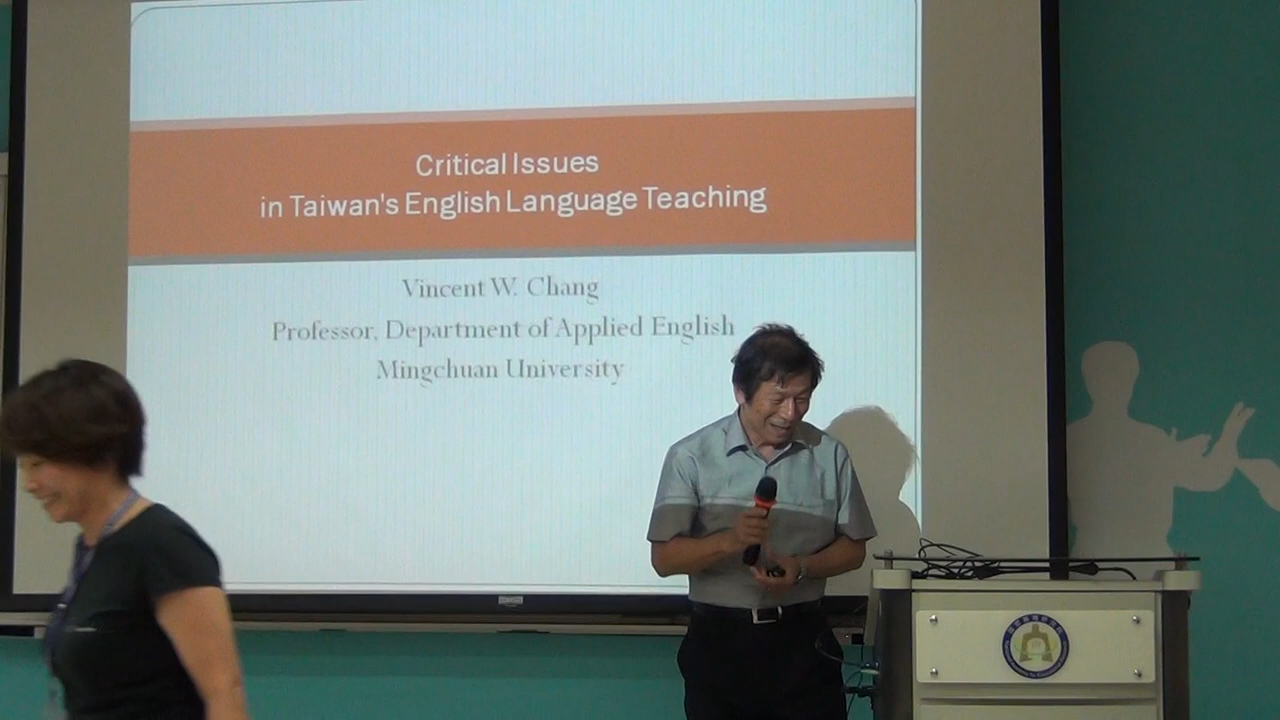 Critical Issues
in Taiwan's English Language Teaching
Vincent W. Chang
Professor, Department of Applied English
Mingchuan University